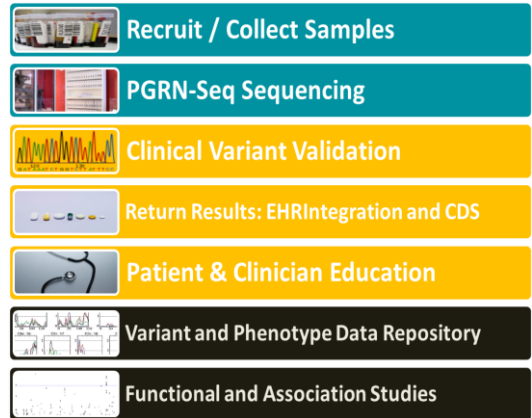 Recruit / Collect Samples
PGRN-Seq Sequencing
Clinical Variant Validation
Return Results: EHRIntegration and CDS
Patient & Clinician Education
Variant and Phenotype Data Repository
Functional and Association Studies